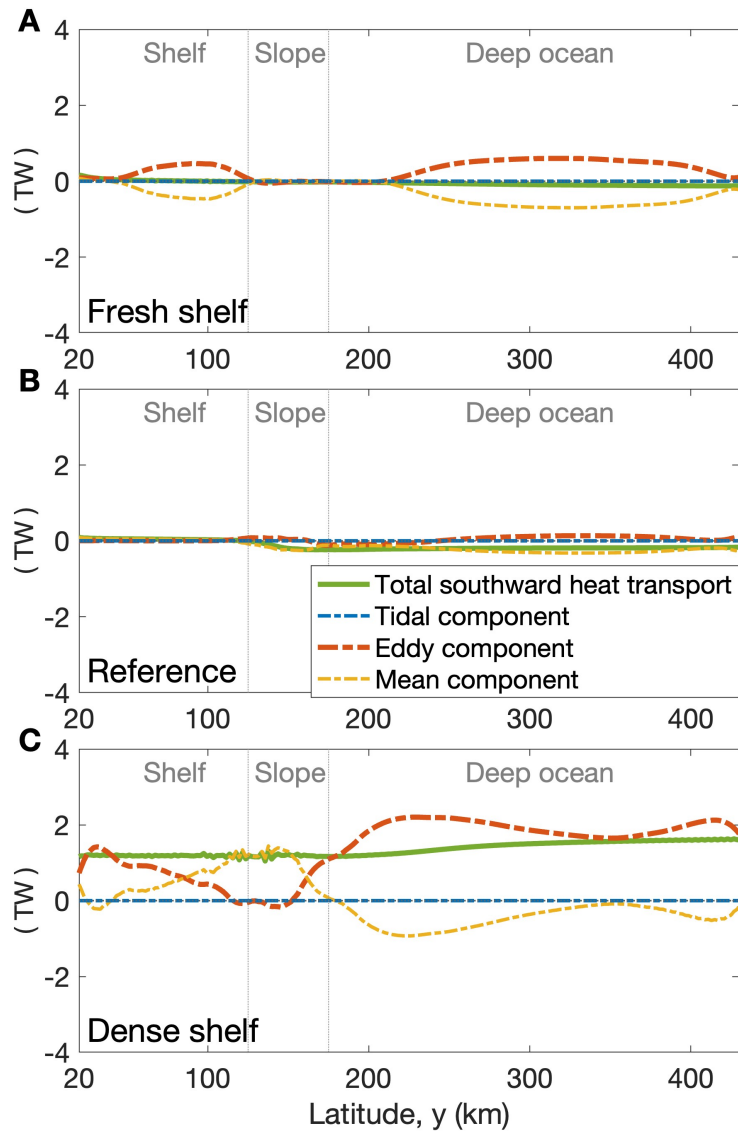 A
Shelf Slope Deep ocean
4
2
0
-2
-4
( TW )
Fresh shelf
20 100 200 300 400
B
Shelf Slope Deep ocean
4
2
0
-2
-4
( TW )
Total southward heat transport
Tidal component
Eddy component
Mean component
Reference
20 100 200 300 400
C
Shelf Slope Deep ocean
4
2
0
-2
-4
( TW )
Dense shelf
20 100 200 300 400
Latitude, y (km)